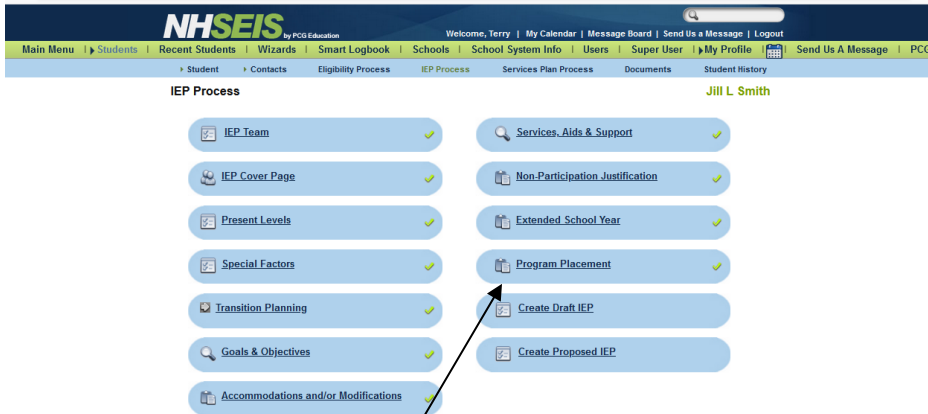 NHSEIS by PCG Education
Welcome, Terry | My Calendar | Message Board | Send Us a Message | Logout
Main Menu | Students | Recent Students | Wizards | Smart Logbook | Schools | School System Info | Users | Super User | My Profile | | Send Us A Message | PCG
Student Contacts Eligibility Process IEP Process Services Plan Process Documents Student History
IEP Process Jill L Smith
IEP Team Services, Aids & Support
IEP Cover Page Non-Participation Justification
Present Levels Extended School Year
Special Factors Program Placement
Transition Planning Create Draft IEP
Goals & Objectives Create Proposed IEP
Accommodations and/or Modifications